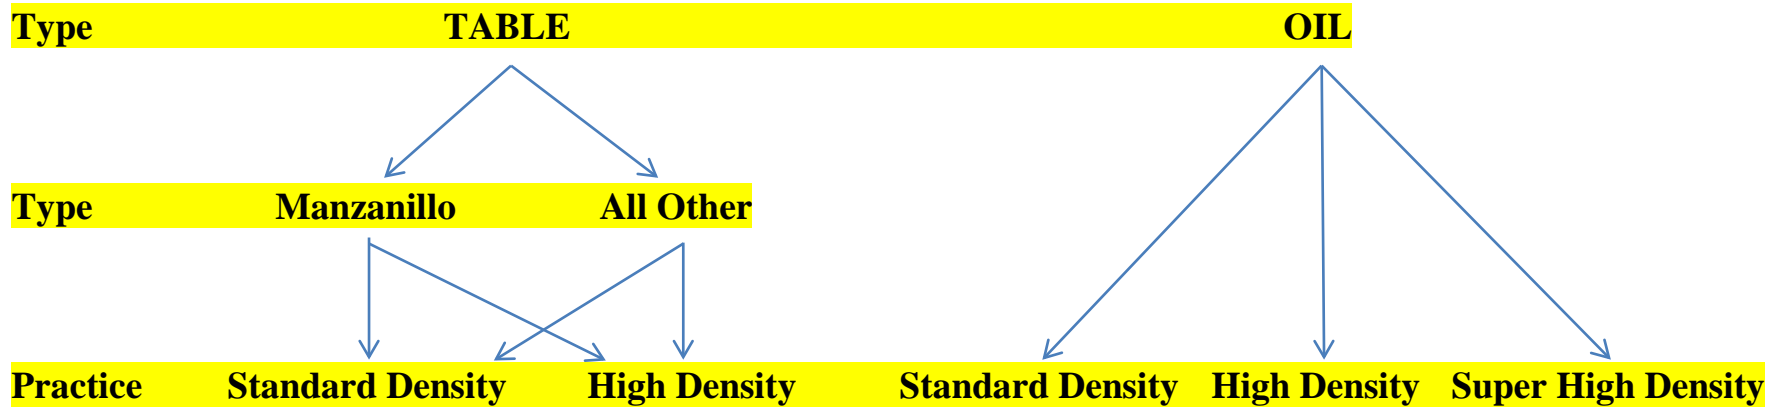 Type TABLE OIL
Type Manzanillo All Other
Practice Standard Density High Density Standard Density High Density Super High Density